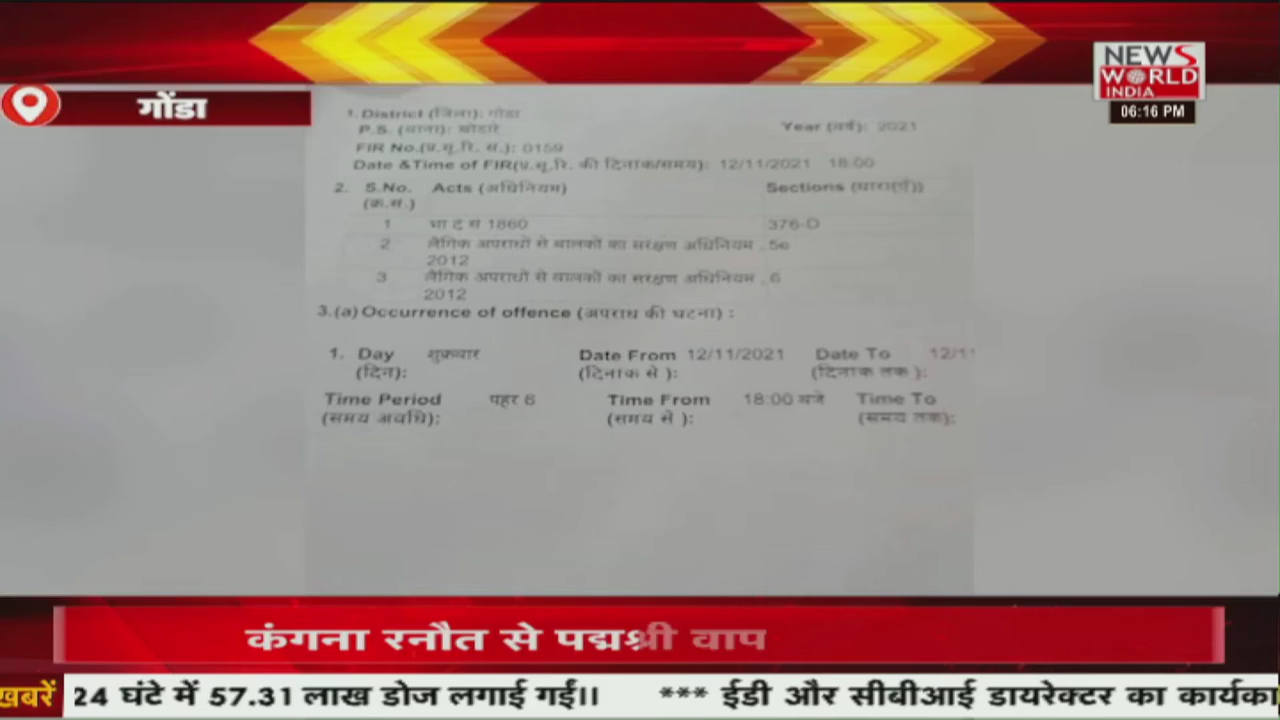 NEWS
WORLD
INDIA
06:16 PM
गोंडा
1. District (जिला): गोंडा
P.S. (थाना): खोडारे
Year (वर्ष): 2021
FIR No.(प्र.सू.रि. सं.): 0159
Date &Time of FIR(प्र.सू.रि. की दिनांक/समय): 12/11/2021 18:00
2. S.No. Acts (अधिनियम) Sections (धारा(एँ))
(क्र.सं.)
1 भा द स 1860 376-D
2 लैंगिक अपराधों से बालकों का संरक्षण अधिनियम , 5e
2012
3 लैंगिक अपराधों से बालकों का संरक्षण अधिनियम , 6
2012
3.(a) Occurrence of offence (अपराध की घटना) :
1. Day शुक्रवार Date From 12/11/2021 Date To 12/11
(दिन): (दिनांक से ): (दिनांक तक ):
Time Period पहर 6 Time From 18:00 बजे Time To
(समय अवधि): (समय से ): (समय तक):
कंगना रनौत से पद्मश्री वाप
खबरें 24 घंटे में 57.31 लाख डोज लगाई गईं।। *** ईडी और सीबीआई डायरेक्टर का कार्यका